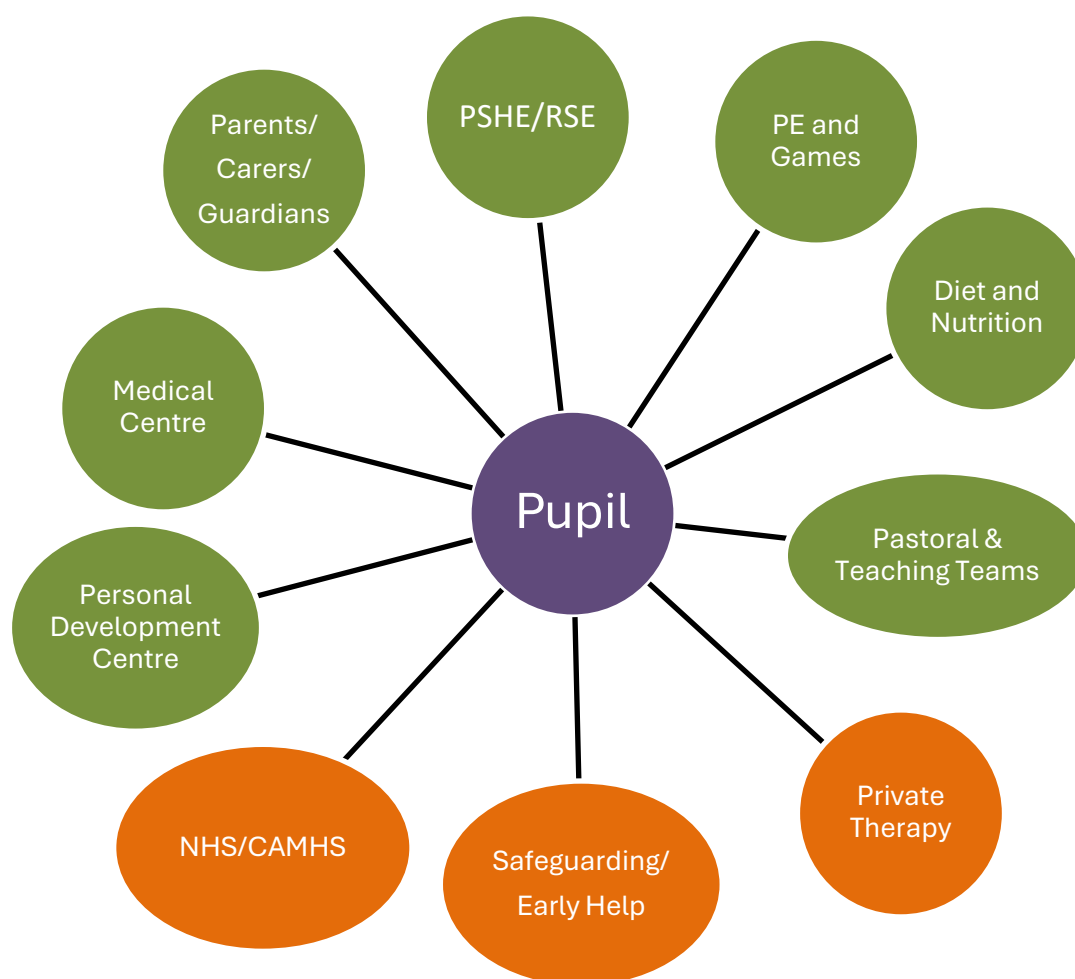 PSHE/RSE
Parents/
Carers/
Guardians
PE and
Games
Diet and
Nutrition
Medical
Centre
Pupil
Pastoral &
Teaching Teams
Personal
Development
Centre
Private
Therapy
NHS/CAMHS
Safeguarding/
Early Help